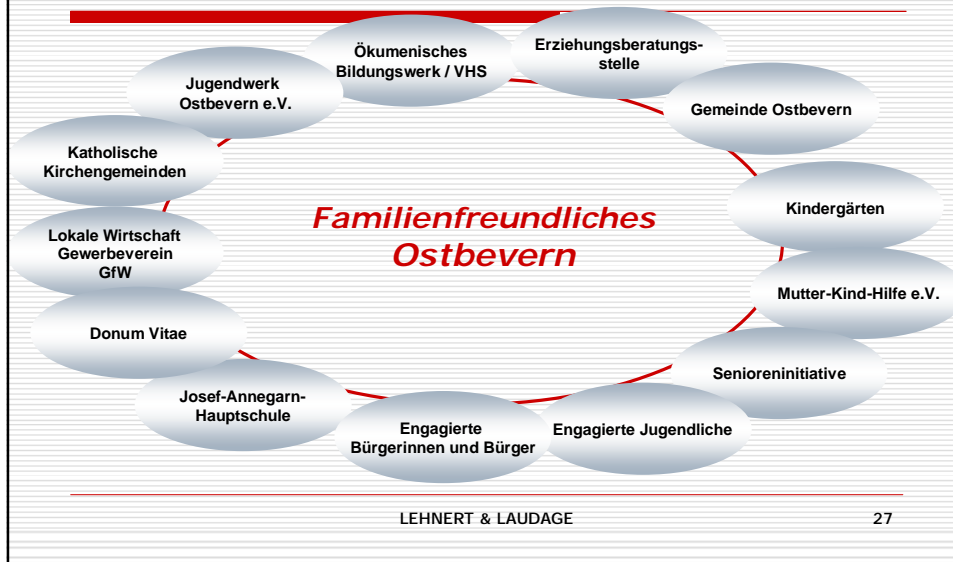 Ökumenisches
Bildungswerk / VHS
Erziehungsberatungs-
stelle
Jugendwerk
Ostbevern e.V.
Gemeinde Ostbevern
Katholische
Kirchengemeinden
Kindergärten
Familienfreundliches
Ostbevern
Lokale Wirtschaft
Gewerbeverein
GfW
Mutter-Kind-Hilfe e.V.
Donum Vitae
Senioreninitiative
Josef-Annegarn-
Hauptschule
Engagierte
Bürgerinnen und Bürger
Engagierte Jugendliche
LEHNERT & LAUDAGE
27